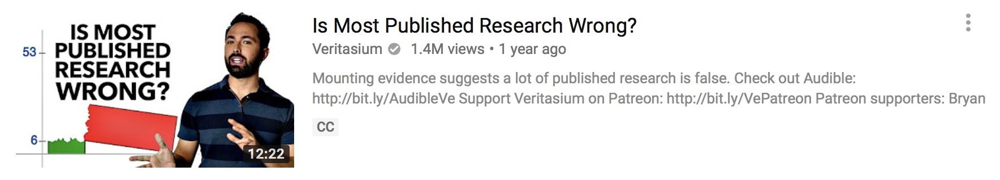 IS MOST
PUBLISHED
RESEARCH
WRONG?
53
6
12:22
Is Most Published Research Wrong?
Veritasium 1.4M views • 1 year ago
Mounting evidence suggests a lot of published research is false. Check out Audible:
http://bit.ly/AudibleVe Support Veritasium on Patreon: http://bit.ly/VePatreon Patreon supporters: Bryan
CC